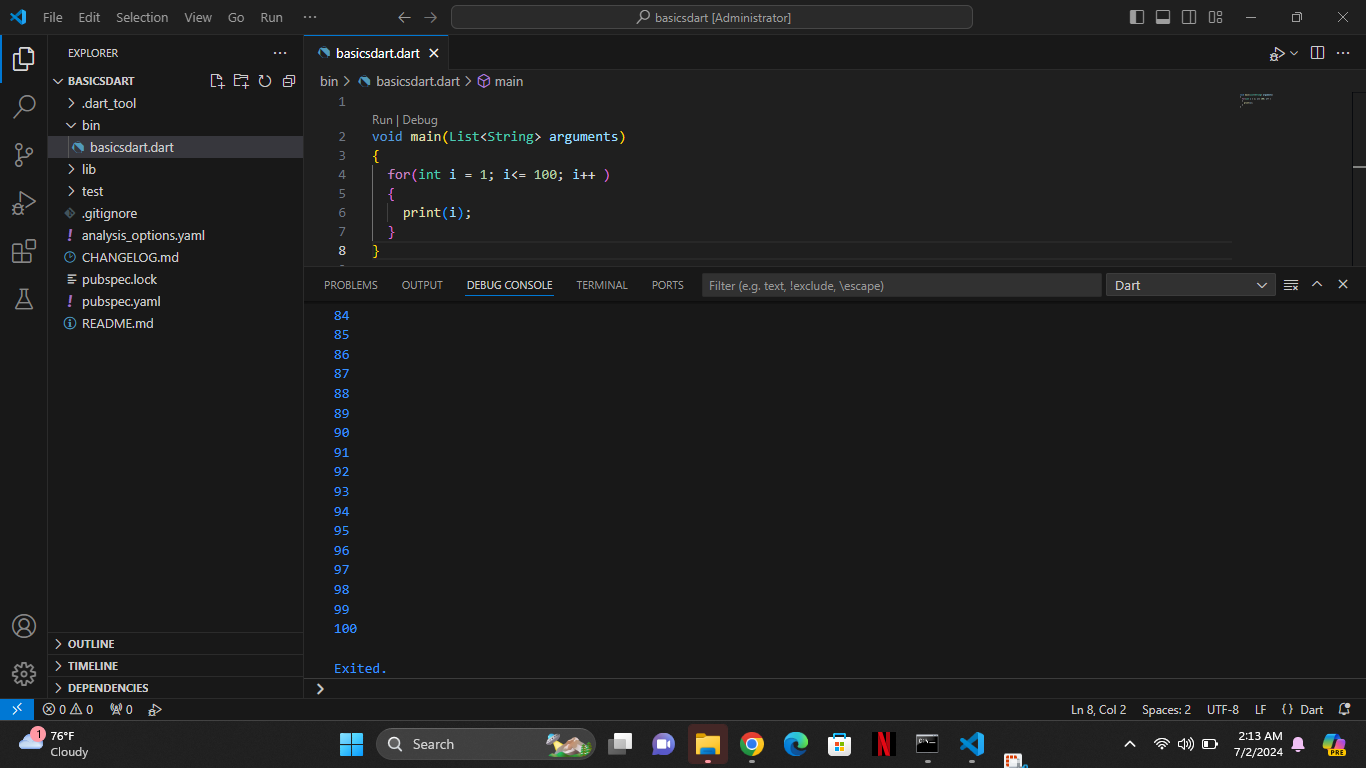 File Edit Selection View Go Run ···
basicsdart [Administrator]
EXPLORER
BASICSDART
.dart_tool
bin
basicsdart.dart
lib
test
.gitignore
! analysis_options.yaml
CHANGELOG.md
pubspec.lock
! pubspec.yaml
README.md
OUTLINE
TIMELINE
DEPENDENCIES
basicsdart.dart
bin > basicsdart.dart > main
1
Run | Debug
2 void main(List<String> arguments)
3 {
4 for(int i = 1; i<= 100; i++ )
5 {
6 print(i);
7 }
8 }
PROBLEMS OUTPUT DEBUG CONSOLE TERMINAL PORTS Filter (e.g. text, !exclude, \escape) Dart
84
85
86
87
88
89
90
91
92
93
94
95
96
97
98
99
100
Exited.
>
0 0 0 Ln 8, Col 2 Spaces: 2 UTF-8 LF {} Dart
1
76°F
Cloudy
Search
N
PRE
2:13 AM
7/2/2024